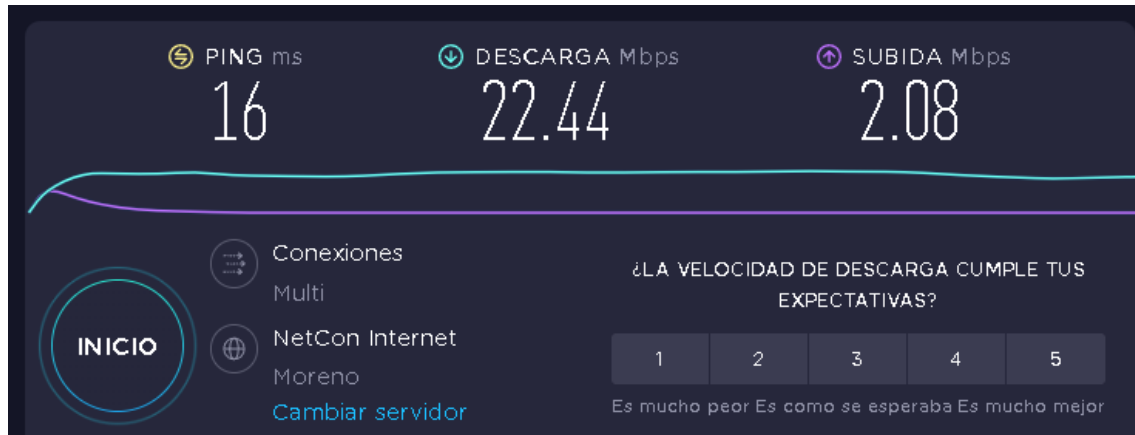 PING ms
16
DESCARGA Mbps
22.44
SUBIDA Mbps
2.08
INICIO
Conexiones
Multi
NetCon Internet
Moreno
Cambiar servidor
¿LA VELOCIDAD DE DESCARGA CUMPLE TUS
EXPECTATIVAS?
1 2 3 4 5
Es mucho peor Es como se esperaba Es mucho mejor